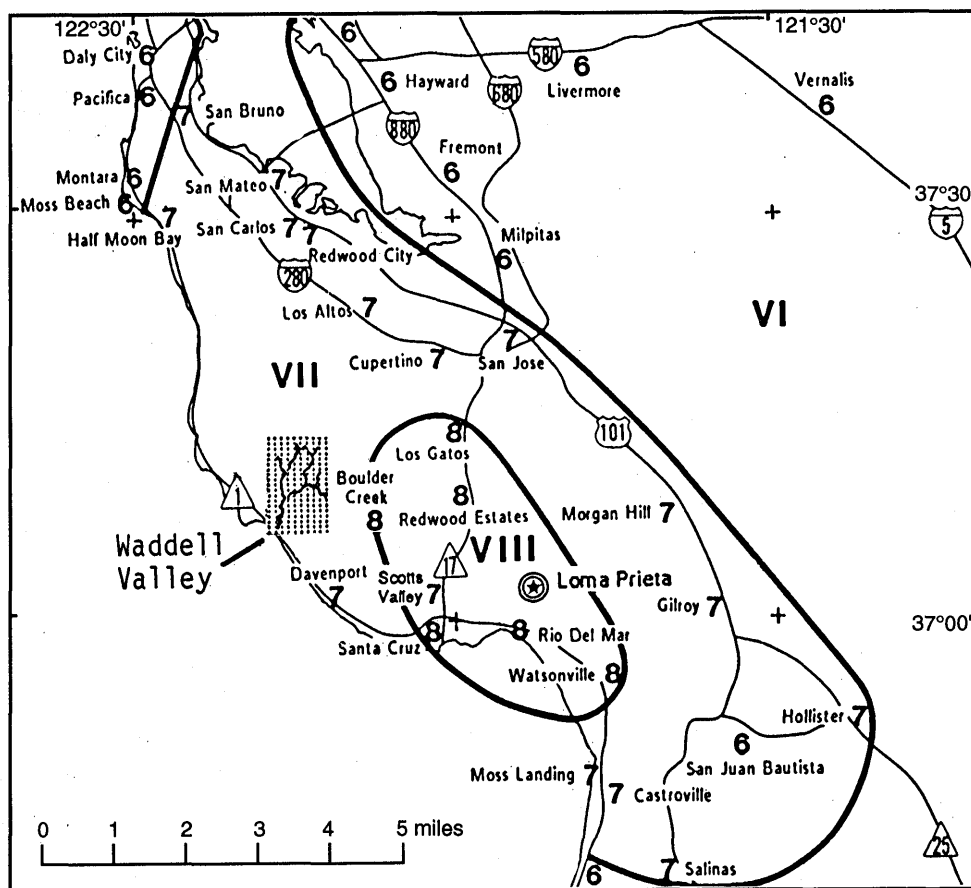 122°30'
121°30'
Daly City 6
6
580
6
Livermore
6
Hayward
680
Vernalis
6
Pacifica 6
7
San Bruno
880
Fremont
6
Montara 6
San Mateo 7
Moss Beach 6
7
Half Moon Bay
San Carlos 7
7
Redwood City
37°30'
5
Milpitas
6
280
Los Altos 7
VI
7
San Jose
Cupertino 7
VII
101
8
Los Gatos
Boulder
Creek
8
8
Redwood Estates
Morgan Hill 7
1
VIII
Waddell
Valley
17
Davenport
7
Scotts
Valley 7
Loma Prieta
Gilroy 7
37°00'
Santa Cruz 8
8 Rio Del Mar
Watsonville 8
Hollister 7
6
San Juan Bautista
Moss Landing 7
7 Castroville
0 1 2 3 4 5 miles
25
6
7 Salinas